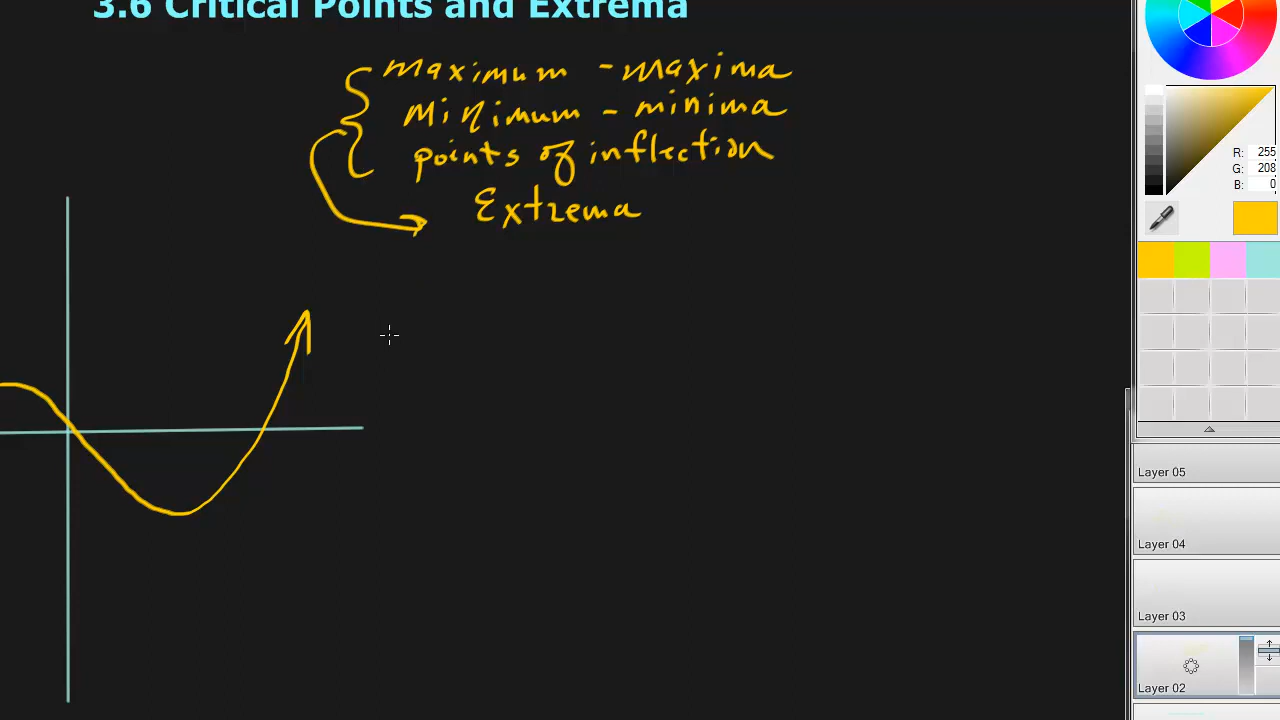 3.6 Critical Points and Extrema
maximum - maxima
minimum - minima
points of inflection
Extrema
R: 255
G: 208
B: 0
Layer 05
Layer 04
Layer 03
Layer 02